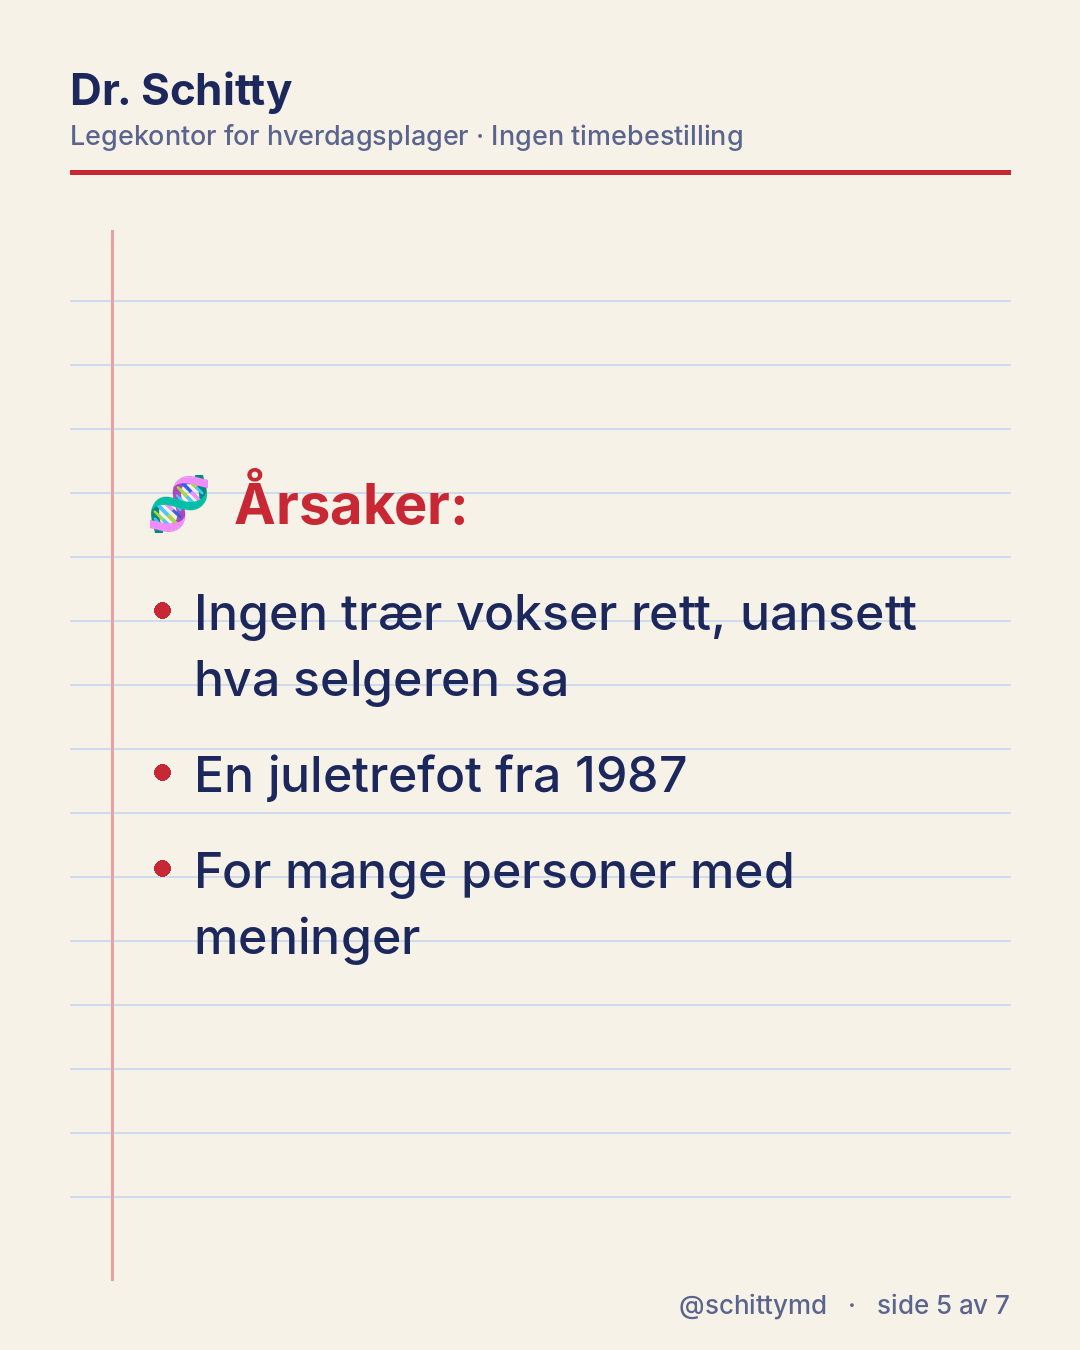 Dr. Schitty
Legekontor for hverdagsplager · Ingen timebestilling
🧬 Årsaker:
• Ingen trær vokser rett, uansett
hva selgeren sa
• En juletrefot fra 1987
• For mange personer med
meninger
@schittymd · side 5 av 7